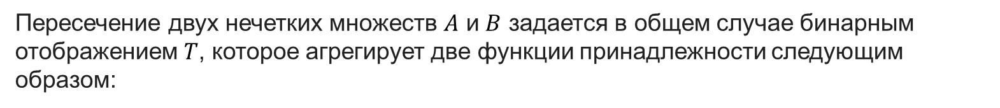 Пересечение двух нечетких множеств A и B задается в общем случае бинарным
отображением T, которое агрегирует две функции принадлежности следующим
образом: